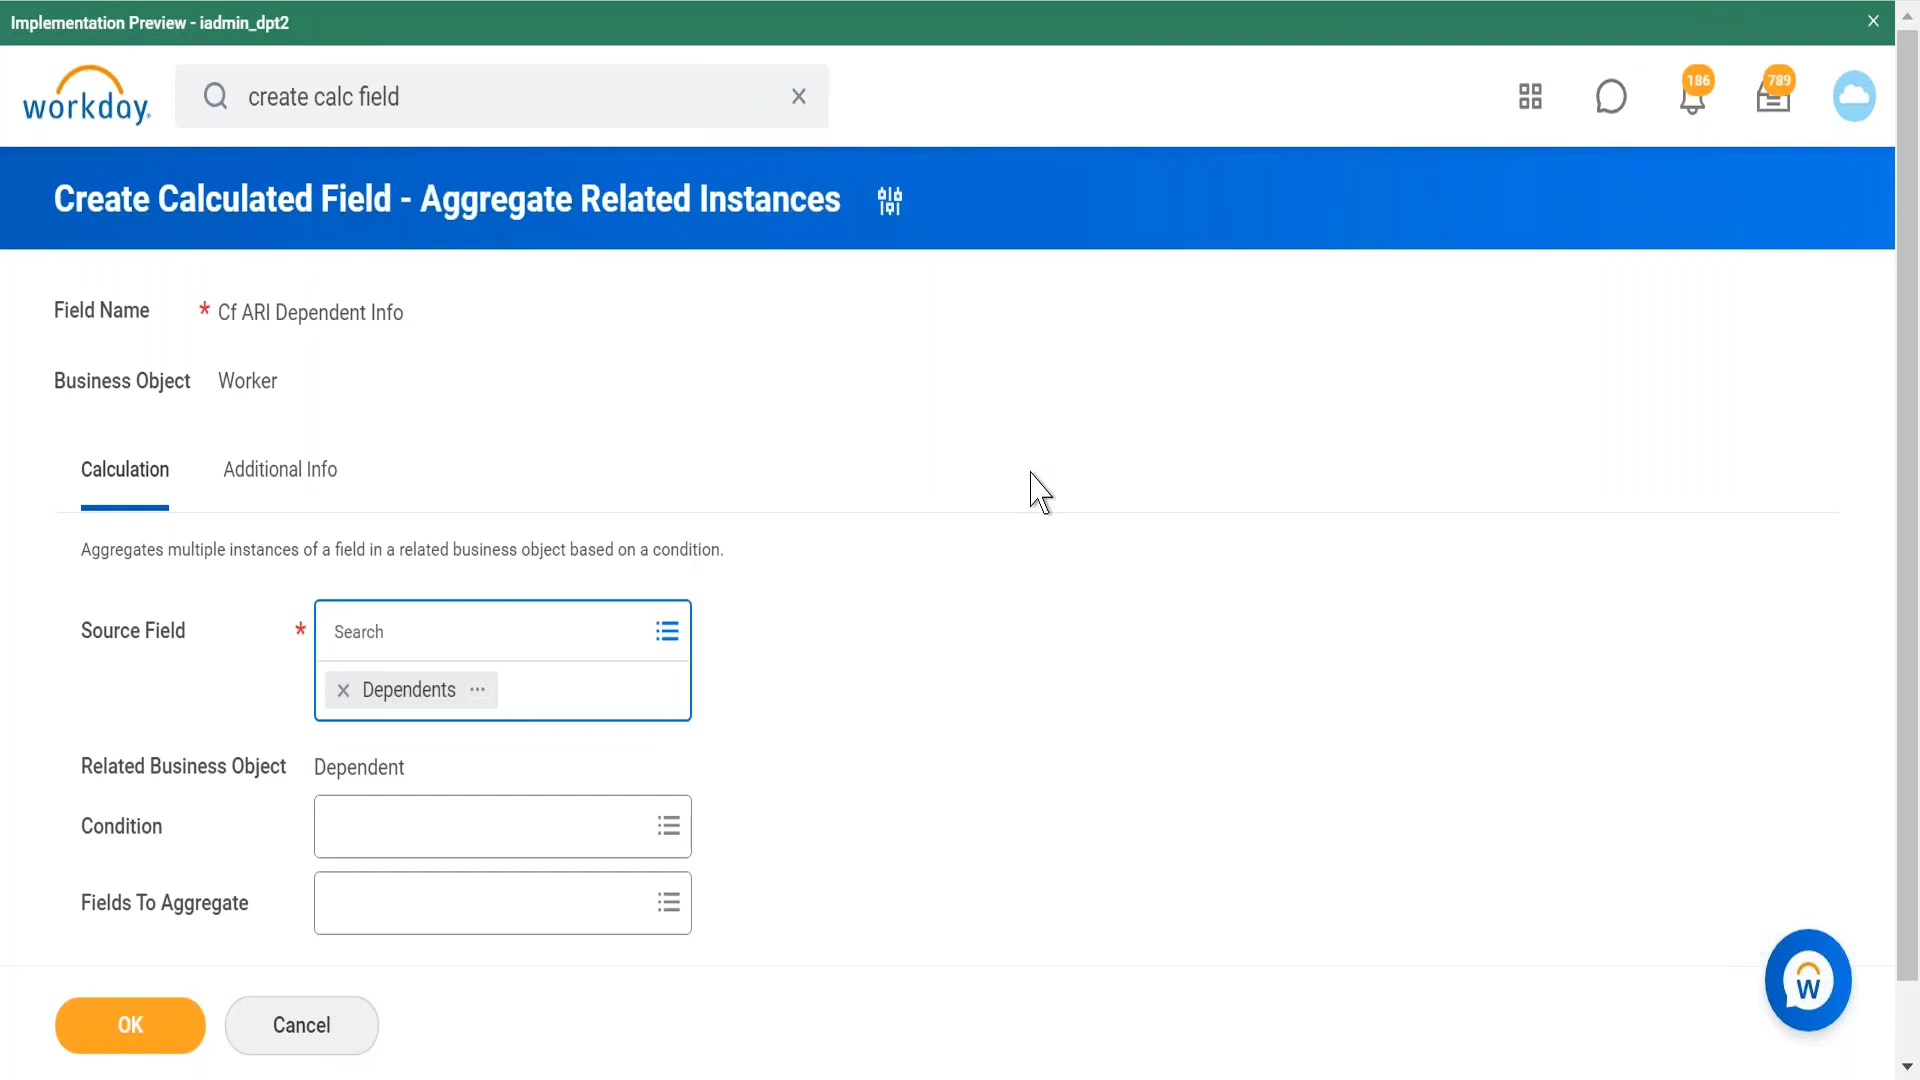 Implementation Preview - iadmin_dpt2
workday.
create calc field
186
789
Create Calculated Field - Aggregate Related Instances
Field Name * Cf ARI Dependent Info
Business Object Worker
Calculation Additional Info
Aggregates multiple instances of a field in a related business object based on a condition.
Source Field * Search
Dependents
Related Business Object Dependent
Condition
Fields To Aggregate
W
OK Cancel